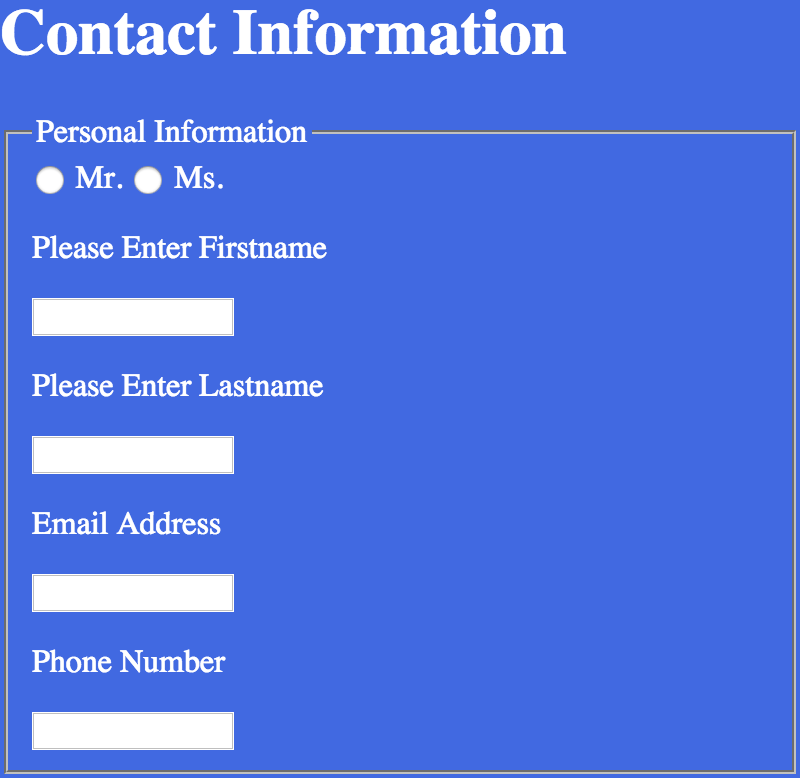 Contact Information
Personal Information
Mr. Ms.
Please Enter Firstname
Please Enter Lastname
Email Address
Phone Number